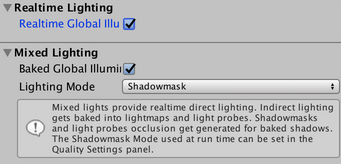 Realtime Lighting
Realtime Global Illu
Mixed Lighting
Baked Global Illumi
Lighting Mode Shadowmask
Mixed lights provide realtime direct lighting. Indirect lighting
gets baked into lightmaps and light probes. Shadowmasks
and light probes occlusion get generated for baked shadows.
The Shadowmask Mode used at run time can be set in the
Quality Settings panel.